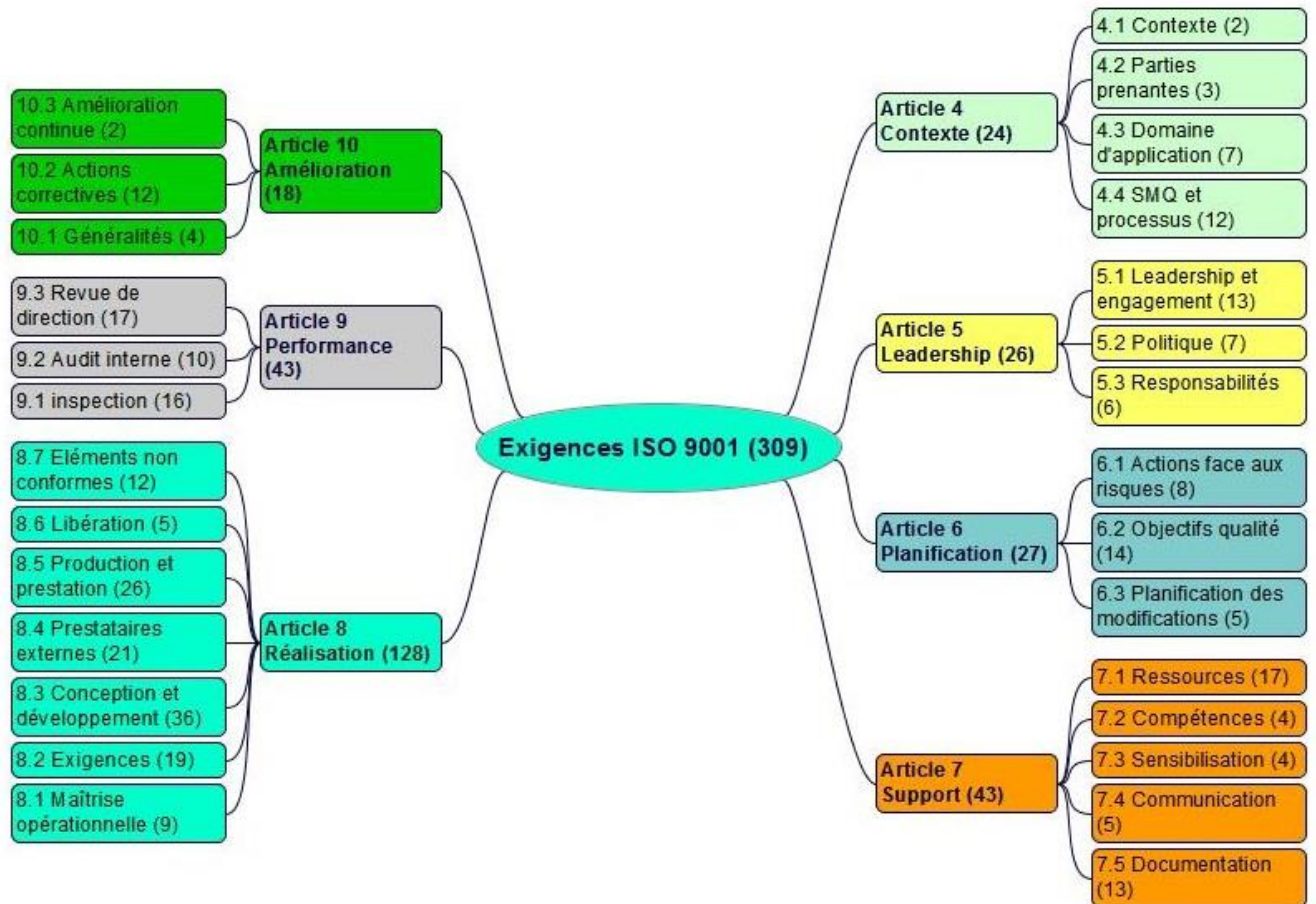 Exigences ISO 9001 (309)
Article 4
Contexte (24)
4.1 Contexte (2)
4.2 Parties
prenantes (3)
4.3 Domaine
d'application (7)
4.4 SMQ et
processus (12)
Article 5
Leadership (26)
5.1 Leadership et
engagement (13)
5.2 Politique (7)
5.3 Responsabilités
(6)
Article 6
Planification (27)
6.1 Actions face aux
risques (8)
6.2 Objectifs qualité
(14)
6.3 Planification des
modifications (5)
Article 7
Support (43)
7.1 Ressources (17)
7.2 Compétences (4)
7.3 Sensibilisation (4)
7.4 Communication
(5)
7.5 Documentation
(13)
Article 8
Réalisation (128)
8.7 Eléments non
conformes (12)
8.6 Libération (5)
8.5 Production et
prestation (26)
8.4 Prestataires
externes (21)
8.3 Conception et
développement (36)
8.2 Exigences (19)
8.1 Maîtrise
opérationnelle (9)
Article 9
Performance
(43)
9.3 Revue de
direction (17)
9.2 Audit interne (10)
9.1 inspection (16)
Article 10
Amélioration
(18)
10.3 Amélioration
continue (2)
10.2 Actions
correctives (12)
10.1 Généralités (4)